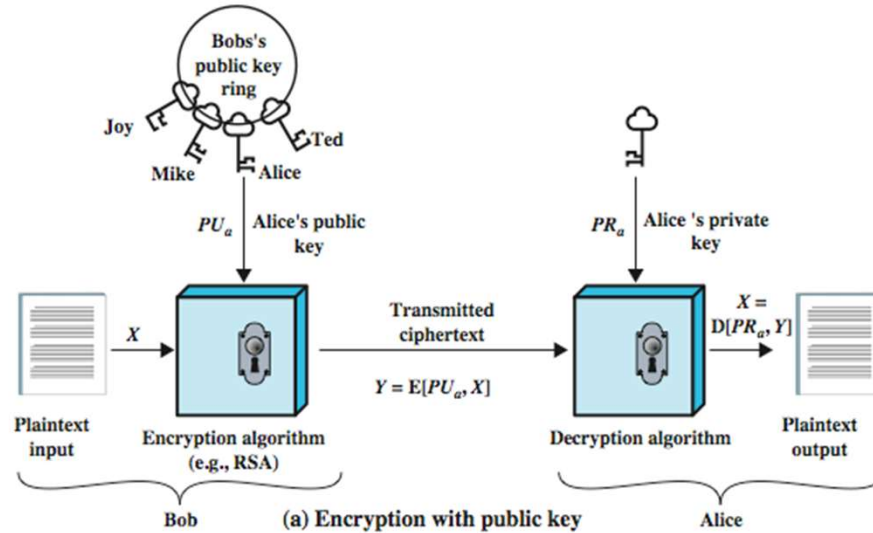 Bobs's
public key
ring
Joy
Ted
Mike
Alice
PUa
Alice's public
key
PRa
Alice 's private
key
X
Transmitted
ciphertext
X =
D[PRa, Y]
Y = E[PUa, X]
Plaintext
input
Encryption algorithm
(e.g., RSA)
Decryption algorithm
Plaintext
output
Bob
(a) Encryption with public key
Alice